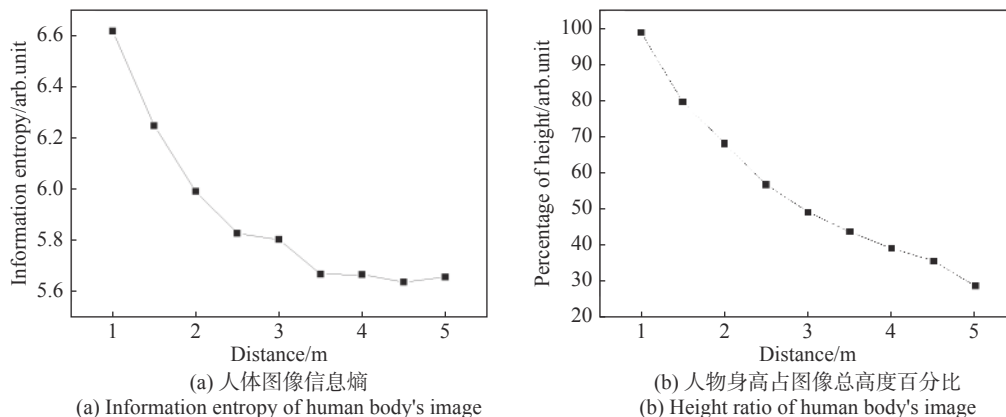 Information entropy/arb.unit
6.6
6.4
6.2
6.0
5.8
5.6
1 2 3 4 5
Distance/m
(a) 人体图像信息熵
(a) Information entropy of human body's image
Percentage of height/arb.unit
100
90
80
70
60
50
40
30
20
1 2 3 4 5
Distance/m
(b) 人物身高占图像总高度百分比
(b) Height ratio of human body's image